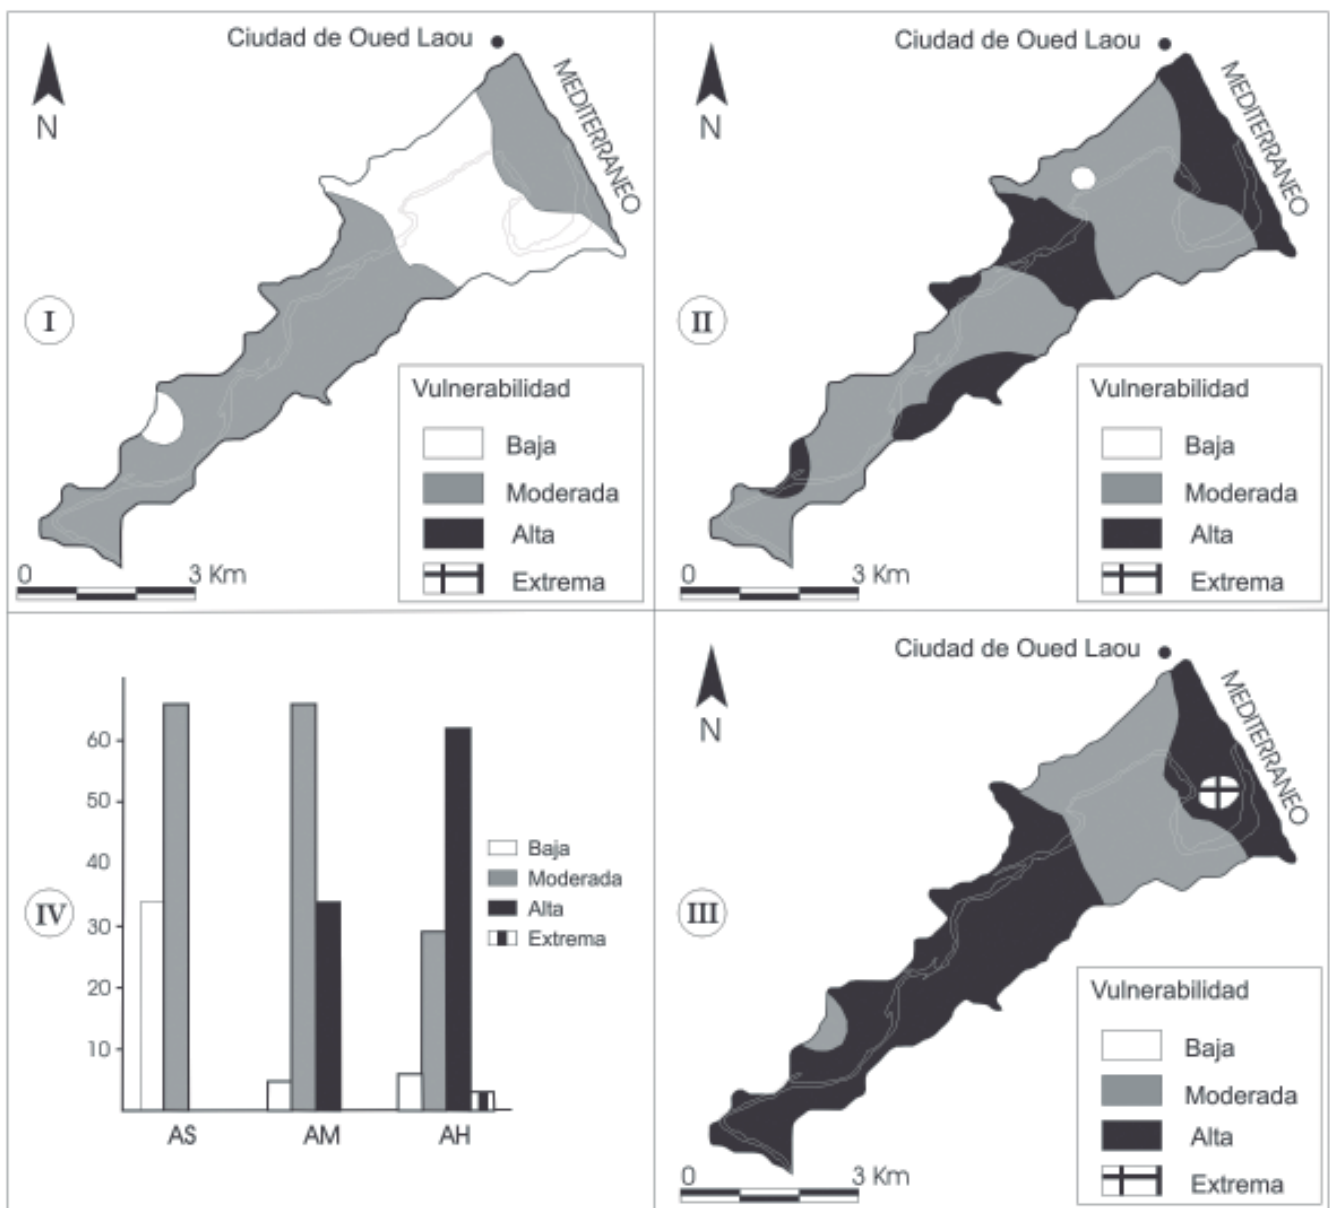 Ciudad de Oued Laou
MEDITERRANEO
N
I
Vulnerabilidad
Baja
Moderada
Alta
Extrema
0 3 Km
Ciudad de Oued Laou
MEDITERRANEO
N
II
Vulnerabilidad
Baja
Moderada
Alta
Extrema
0 3 Km
60
50
40
30
20
10
IV
Baja
Moderada
Alta
Extrema
AS AM AH
Ciudad de Oued Laou
MEDITERRANEO
N
III
Vulnerabilidad
Baja
Moderada
Alta
Extrema
0 3 Km